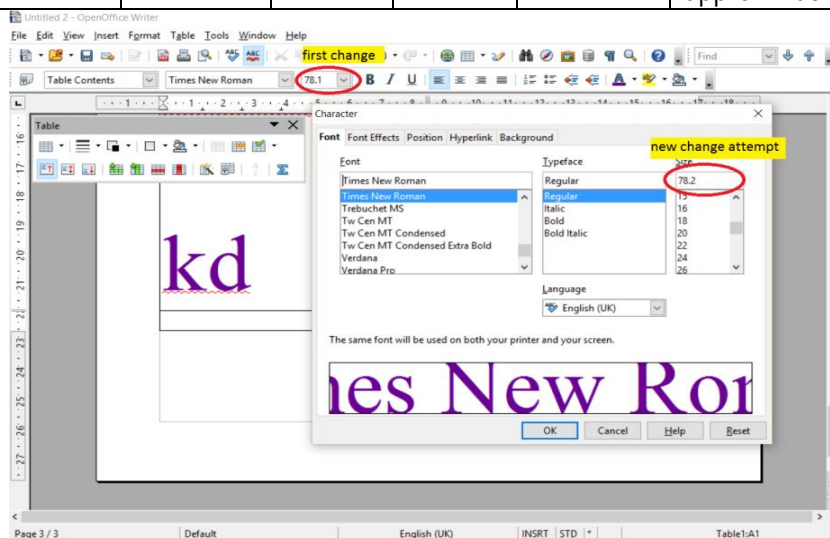 Untitled 2 - OpenOffice Writer
File Edit View Insert Format Table Tools Window Help
first change
Find
Table Contents Times New Roman 78.1 B I U A
Character
Table
Font Font Effects Position Hyperlink Background
new change attempt
Font Typeface Size
Times New Roman Regular 78.2
Times New Roman Regular 15
Trebuchet MS Italic 16
Tw Cen MT Bold 18
Tw Cen MT Condensed Bold Italic 20
Tw Cen MT Condensed Extra Bold 22
Verdana 24
Verdana Pro 26
kd
Language
English (UK)
The same font will be used on both your printer and your screen.
mes New Ror
OK Cancel Help Reset
Page 3 / 3 Default English (UK) INSRT STD * Table1:A1